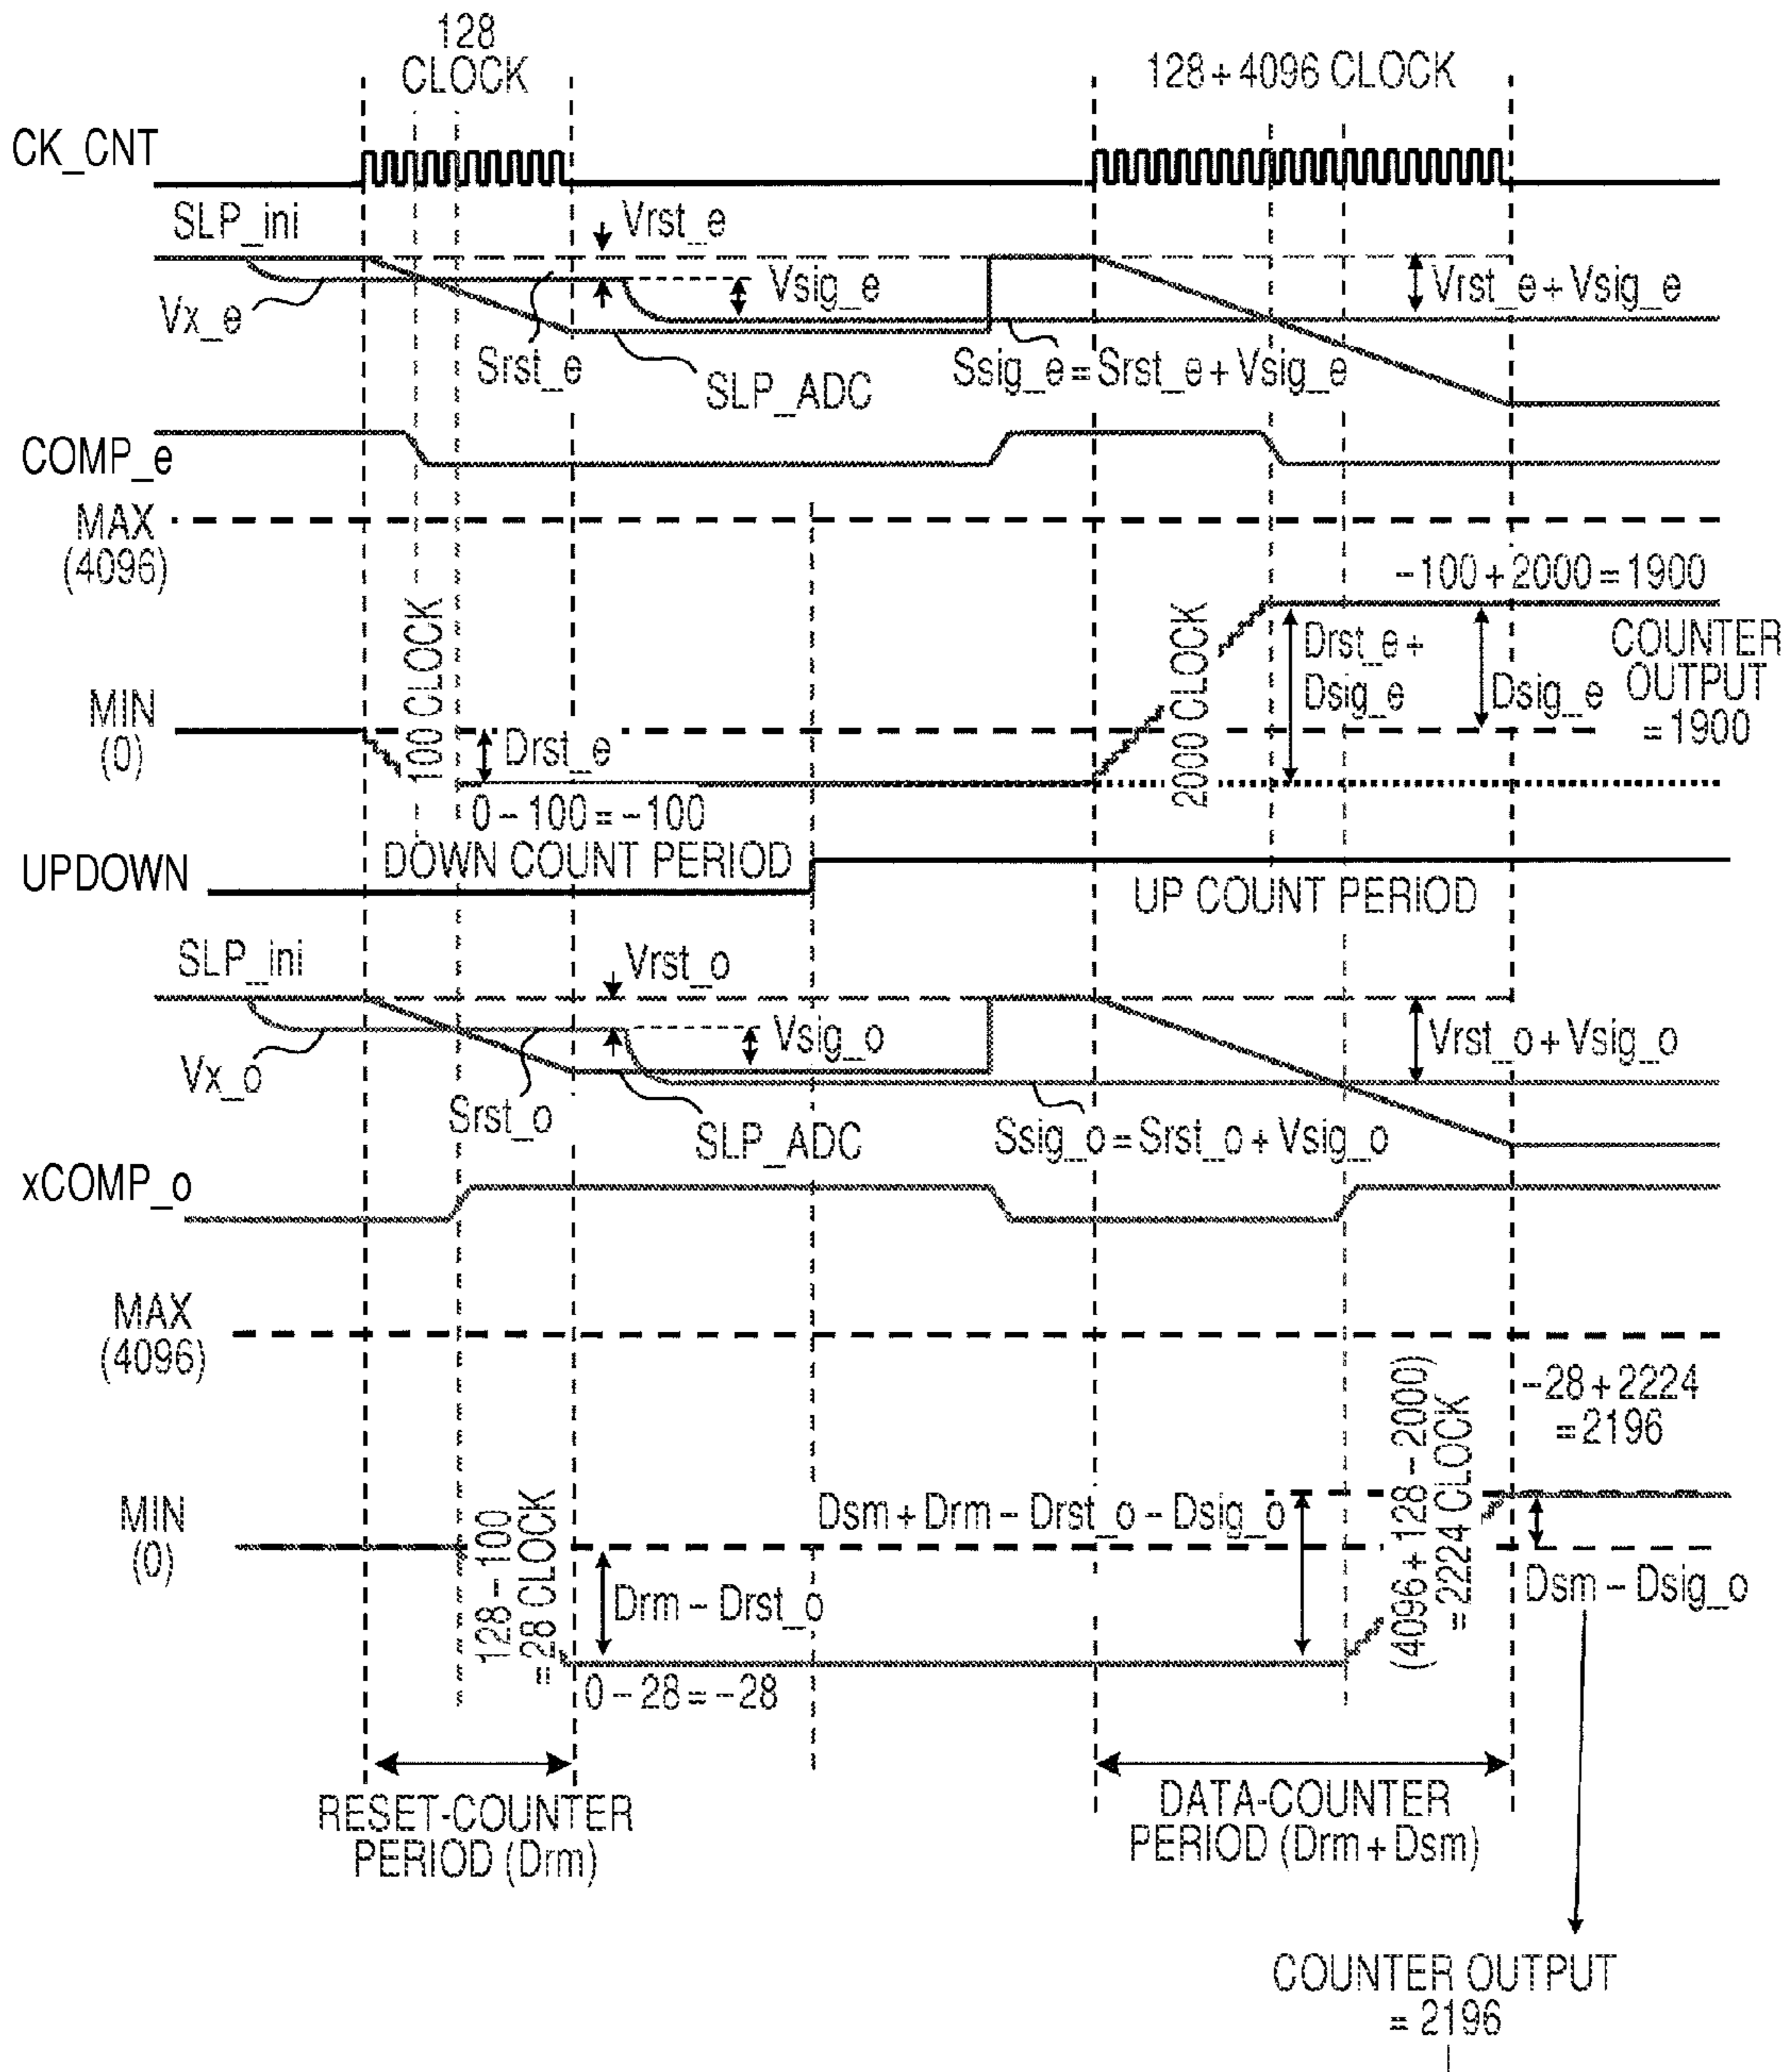 128
CLOCK
128 + 4096 CLOCK
CK_CNT
SLP_ini
Vrst_e
Vsig_e
Vrst_e + Vsig_e
Vx_e
Srst_e
SLP_ADC
Ssig_e = Srst_e + Vsig_e
COMP_e
MAX
(4096)
-100 + 2000 = 1900
100 CLOCK
2000 CLOCK
Drst_e +
Dsig_e
Dsig_e
COUNTER
OUTPUT
= 1900
MIN
(0)
Drst_e
0 - 100 = -100
UPDOWN
DOWN COUNT PERIOD
UP COUNT PERIOD
SLP_ini
Vrst_o
Vsig_o
Vrst_o + Vsig_o
Vx_o
Srst_o
SLP_ADC
Ssig_o = Srst_o + Vsig_o
xCOMP_o
MAX
(4096)
-28 + 2224
= 2196
(4096 + 128 - 2000)
= 2224 CLOCK
MIN
(0)
128 - 100
= 28 CLOCK
Dsm + Drm - Drst_o - Dsig_o
Drm - Drst_o
Dsm - Dsig_o
0 - 28 = -28
RESET-COUNTER
PERIOD (Drm)
DATA-COUNTER
PERIOD (Drm + Dsm)
COUNTER OUTPUT
= 2196